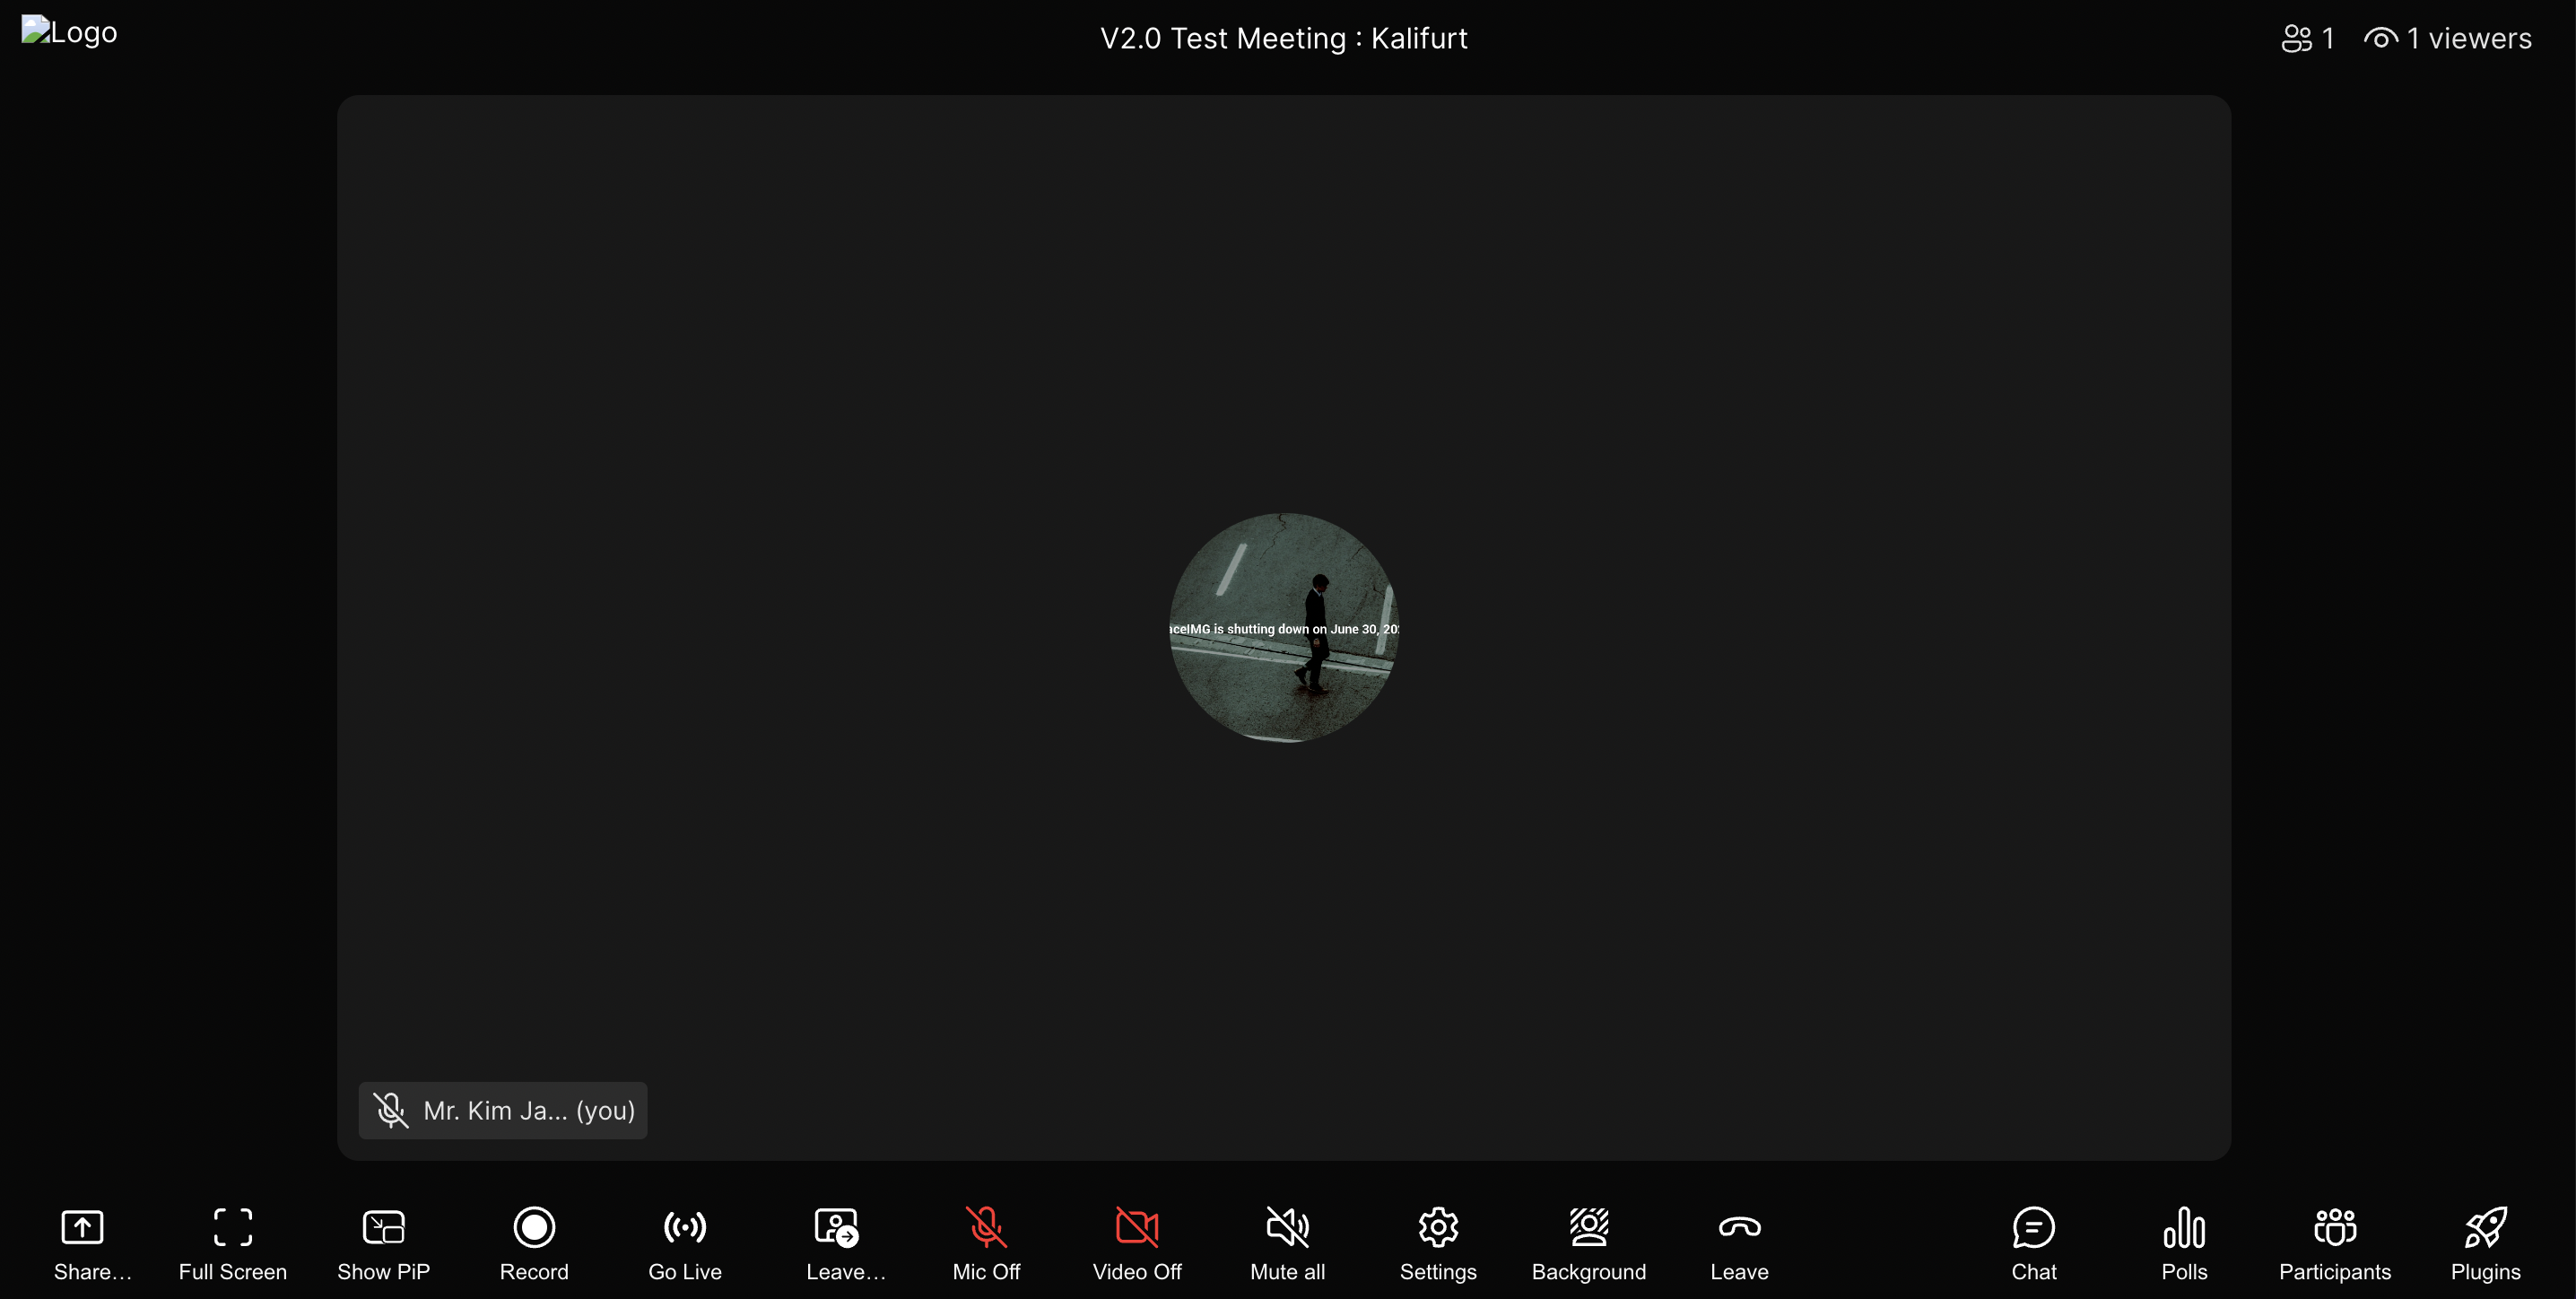 Logo
V2.0 Test Meeting : Kalifurt
1
1 viewers
aceIMG is shutting down on June 30, 20
Mr. Kim Ja... (you)
Share...
Full Screen
Show PiP
Record
Go Live
Leave...
Mic Off
Video Off
Mute all
Settings
Background
Leave
Chat
Polls
Participants
Plugins